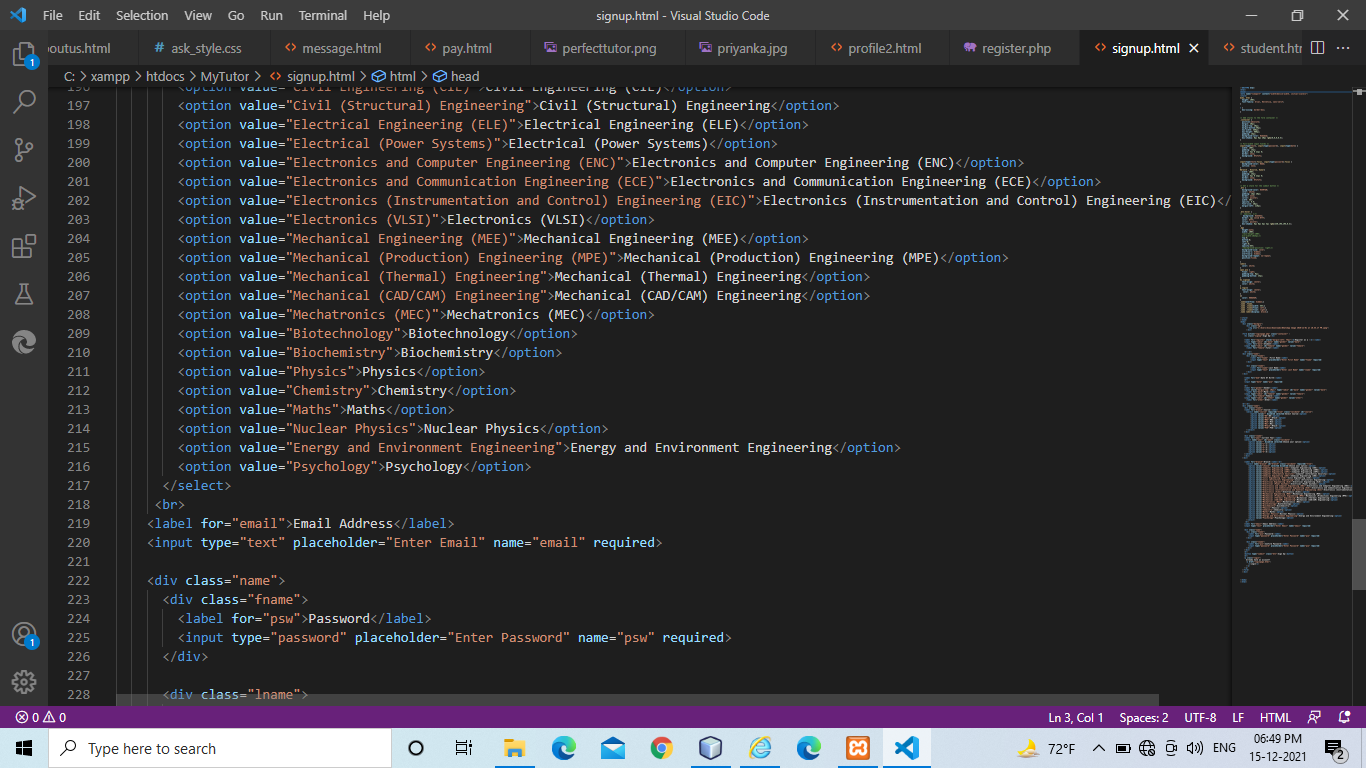 File Edit Selection View Go Run Terminal Help signup.html - Visual Studio Code
outus.html # ask_style.css <> message.html <> pay.html perfecttutor.png priyanka.jpg <> profile2.html register.php <> signup.html × <> student.htr ...
C: > xampp > htdocs > MyTutor > <> signup.html > html > head
196 <option value="Civil Engineering (CIE)">Civil Engineering (CIE)</option>
197 <option value="Civil (Structural) Engineering">Civil (Structural) Engineering</option>
198 <option value="Electrical Engineering (ELE)">Electrical Engineering (ELE)</option>
199 <option value="Electrical (Power Systems)">Electrical (Power Systems)</option>
200 <option value="Electronics and Computer Engineering (ENC)">Electronics and Computer Engineering (ENC)</option>
201 <option value="Electronics and Communication Engineering (ECE)">Electronics and Communication Engineering (ECE)</option>
202 <option value="Electronics (Instrumentation and Control) Engineering (EIC)">Electronics (Instrumentation and Control) Engineering (EIC)</
203 <option value="Electronics (VLSI)">Electronics (VLSI)</option>
204 <option value="Mechanical Engineering (MEE)">Mechanical Engineering (MEE)</option>
205 <option value="Mechanical (Production) Engineering (MPE)">Mechanical (Production) Engineering (MPE)</option>
206 <option value="Mechanical (Thermal) Engineering">Mechanical (Thermal) Engineering</option>
207 <option value="Mechanical (CAD/CAM) Engineering">Mechanical (CAD/CAM) Engineering</option>
208 <option value="Mechatronics (MEC)">Mechatronics (MEC)</option>
209 <option value="Biotechnology">Biotechnology</option>
210 <option value="Biochemistry">Biochemistry</option>
211 <option value="Physics">Physics</option>
212 <option value="Chemistry">Chemistry</option>
213 <option value="Maths">Maths</option>
214 <option value="Nuclear Physics">Nuclear Physics</option>
215 <option value="Energy and Environment Engineering">Energy and Environment Engineering</option>
216 <option value="Psychology">Psychology</option>
217 </select>
218 <br>
219 <label for="email">Email Address</label>
220 <input type="text" placeholder="Enter Email" name="email" required>
221
222 <div class="name">
223 <div class="fname">
224 <label for="psw">Password</label>
225 <input type="password" placeholder="Enter Password" name="psw" required>
226 </div>
227
228 <div class="lname">
1
1
0 0 Ln 3, Col 1 Spaces: 2 UTF-8 LF HTML
Type here to search 72°F ENG 06:49 PM
15-12-2021 2